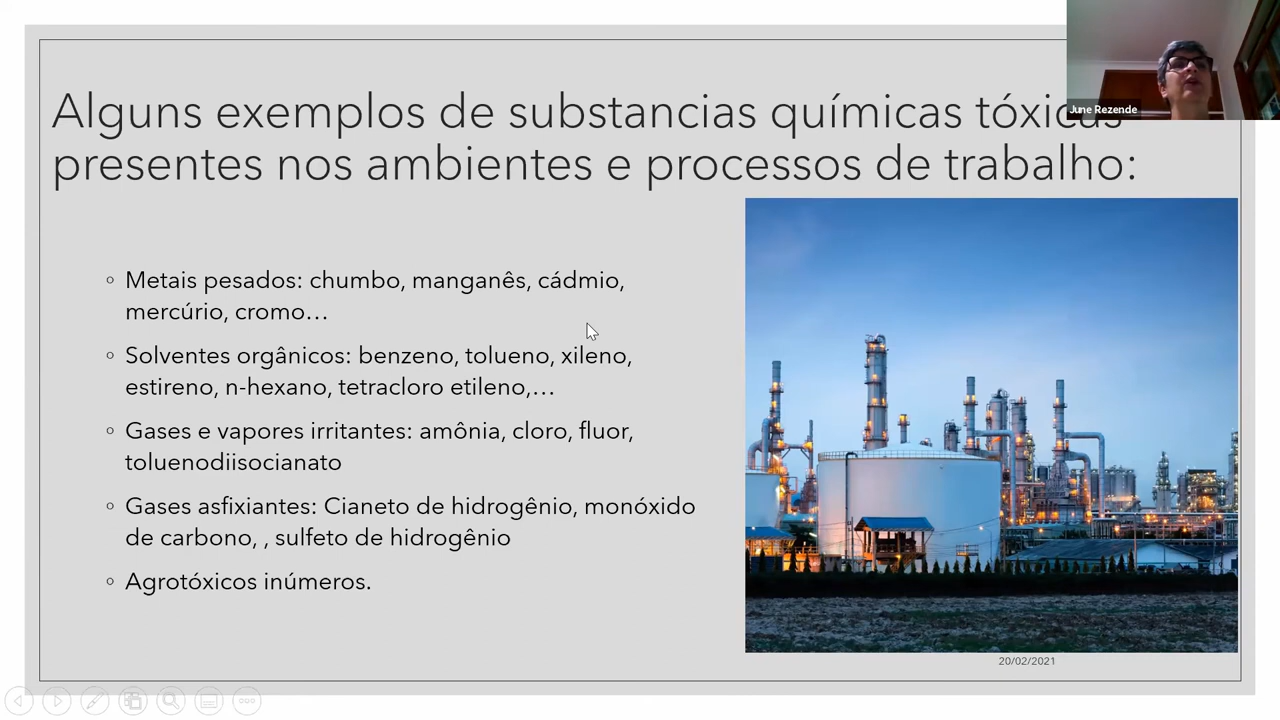 Alguns exemplos de substancias químicas tóxicas
presentes nos ambientes e processos de trabalho:
June Rezende
◦ Metais pesados: chumbo, manganês, cádmio,
mercúrio, cromo…
◦ Solventes orgânicos: benzeno, tolueno, xileno,
estireno, n-hexano, tetracloro etileno,…
◦ Gases e vapores irritantes: amônia, cloro, fluor,
toluenodiisocianato
◦ Gases asfixiantes: Cianeto de hidrogênio, monóxido
de carbono, , sulfeto de hidrogênio
◦ Agrotóxicos inúmeros.
20/02/2021